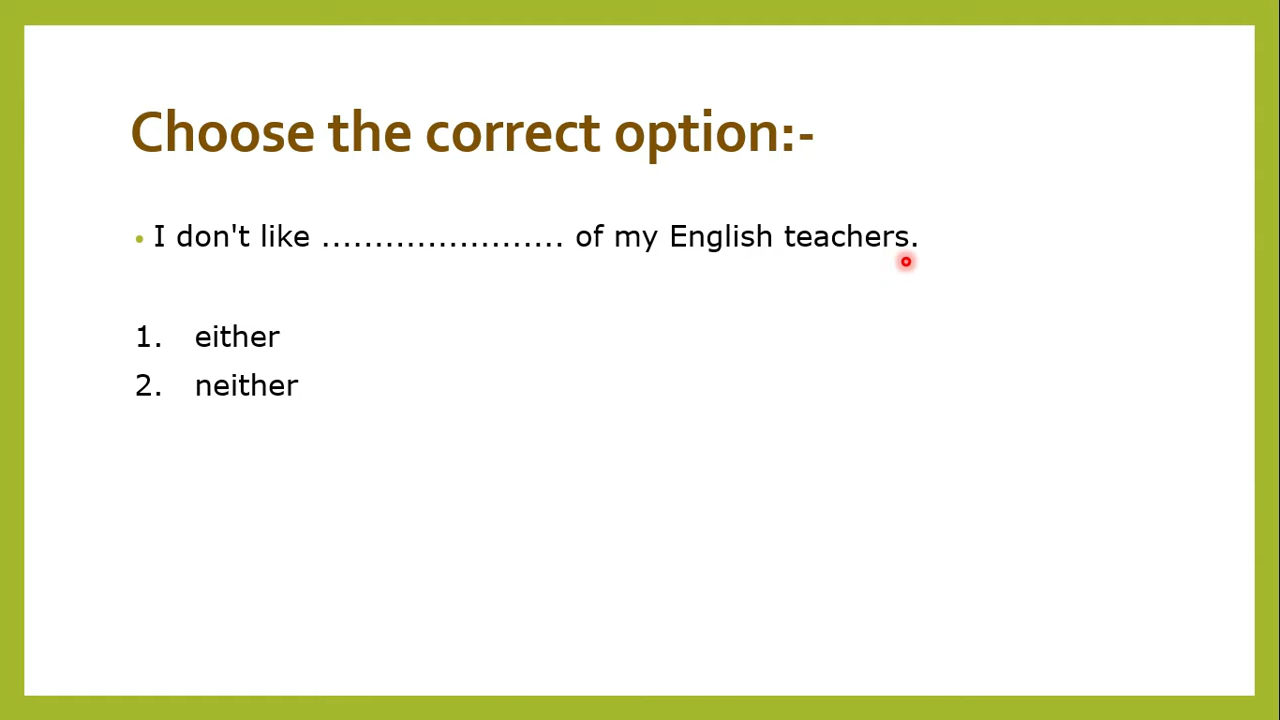 Choose the correct option:-
• I don't like ....................... of my English teachers.
1. either
2. neither